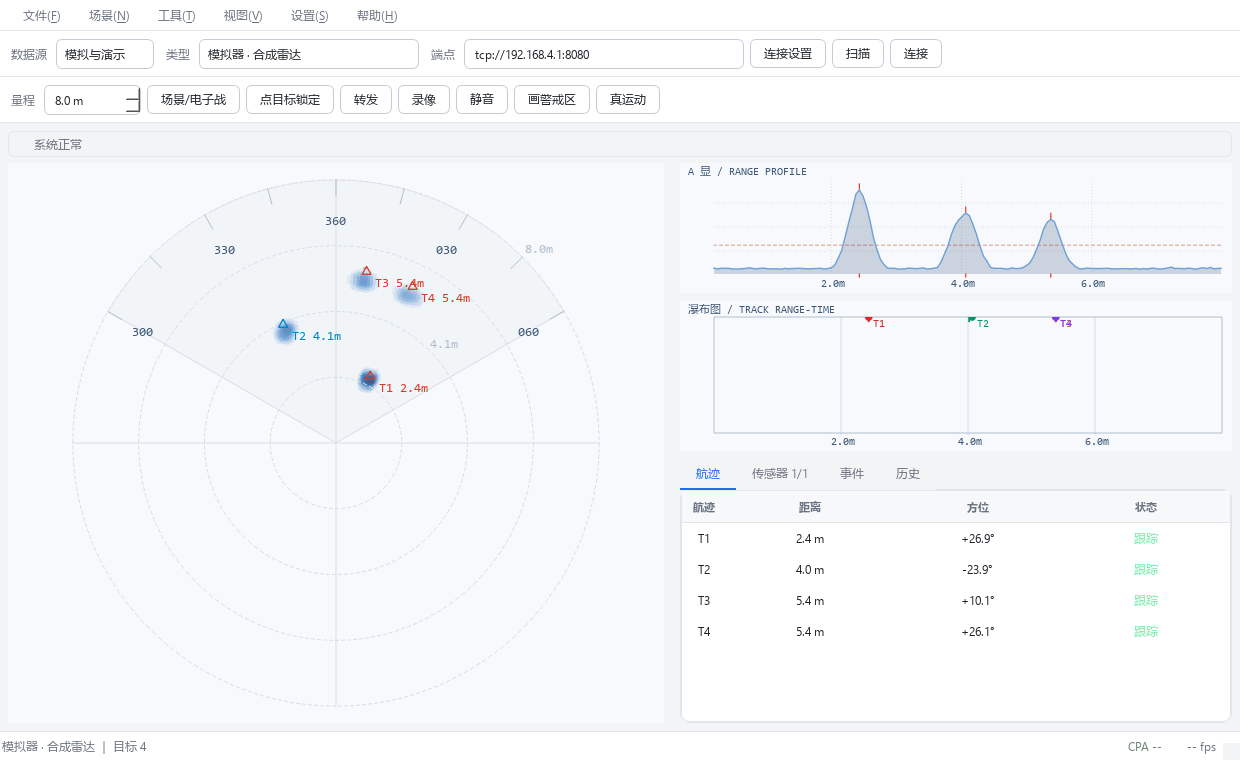 文件(F) 场景(N) 工具(T) 视图(V) 设置(S) 帮助(H)
数据源 模拟与演示 类型 模拟器 · 合成雷达 端点 tcp://192.168.4.1:8080 连接设置 扫描 连接
量程 8.0 m 场景/电子战 点目标锁定 转发 录像 静音 画警戒区 真运动
系统正常
360
330 030
8.0m
T3 5.4m
T4 5.4m
300 060
T2 4.1m
4.1m
T1 2.4m
A 显 / RANGE PROFILE
2.0m 4.0m 6.0m
瀑布图 / TRACK RANGE-TIME
T1 T2
2.0m 4.0m 6.0m
航迹 传感器 1/1 事件 历史
航迹 距离 方位 状态
T1 2.4 m +26.9° 跟踪
T2 4.0 m -23.9° 跟踪
T3 5.4 m +10.1° 跟踪
T4 5.4 m +26.1° 跟踪
模拟器 · 合成雷达 | 目标 4 CPA -- -- fps